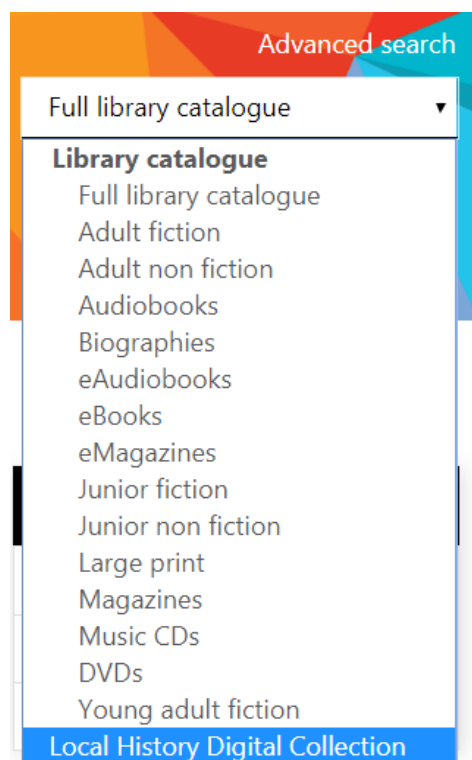 Advanced search
Full library catalogue
Library catalogue
Full library catalogue
Adult fiction
Adult non fiction
Audiobooks
Biographies
eAudiobooks
eBooks
eMagazines
Junior fiction
Junior non fiction
Large print
Magazines
Music CDs
DVDs
Young adult fiction
Local History Digital Collection